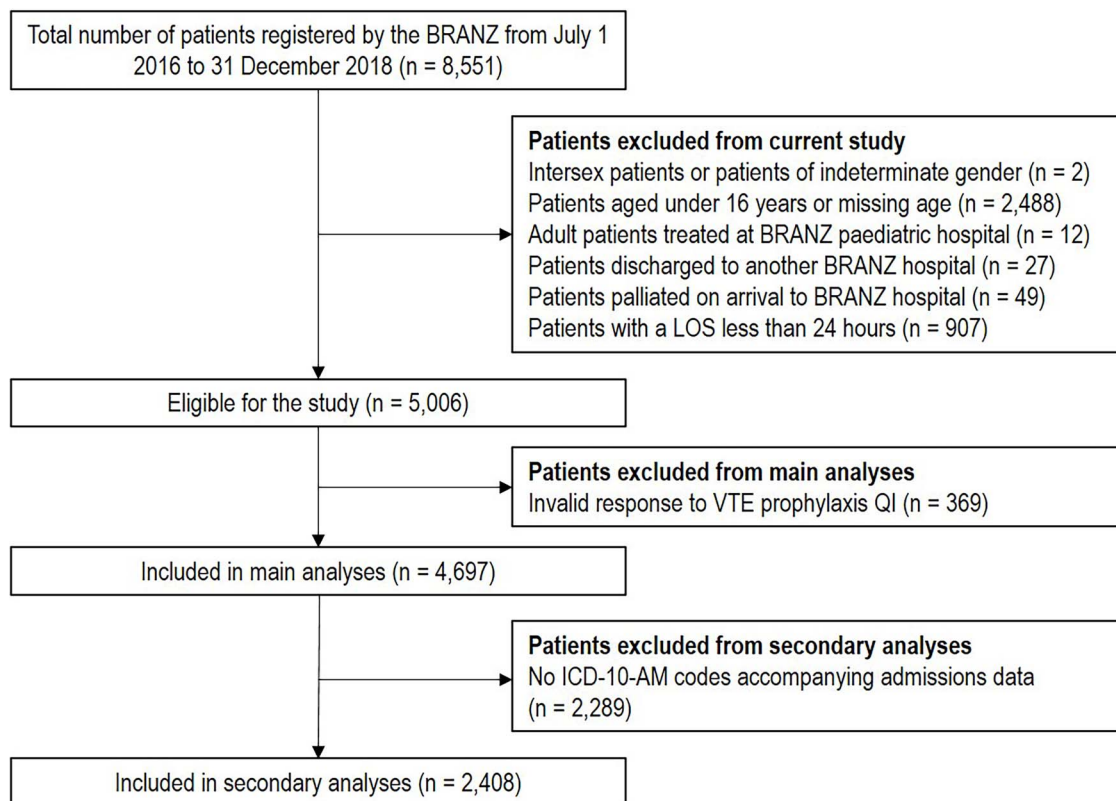 Total number of patients registered by the BRANZ from July 1
2016 to 31 December 2018 (n = 8,551)
Patients excluded from current study
Intersex patients or patients of indeterminate gender (n = 2)
Patients aged under 16 years or missing age (n = 2,488)
Adult patients treated at BRANZ paediatric hospital (n = 12)
Patients discharged to another BRANZ hospital (n = 27)
Patients palliated on arrival to BRANZ hospital (n = 49)
Patients with a LOS less than 24 hours (n = 907)
Eligible for the study (n = 5,006)
Patients excluded from main analyses
Invalid response to VTE prophylaxis QI (n = 369)
Included in main analyses (n = 4,697)
Patients excluded from secondary analyses
No ICD-10-AM codes accompanying admissions data
(n = 2,289)
Included in secondary analyses (n = 2,408)